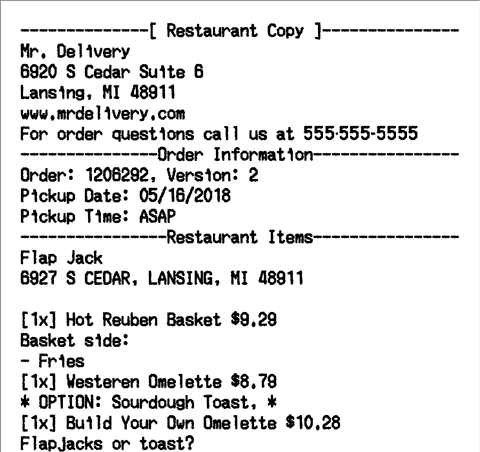 --------------[ Restaurant Copy ]---------------
Mr. Delivery
6920 S Cedar Suite 6
Lansing, MI 48911
www.mrdelivery.com
For order questions call us at 555-555-5555
---------------Order Information----------------
Order: 1206292, Version: 2
Pickup Date: 05/16/2018
Pickup Time: ASAP
----------------Restaurant Items----------------
Flap Jack
6927 S CEDAR, LANSING, MI 48911
[1x] Hot Reuben Basket $9.29
Basket side:
- Fries
[1x] Westeren Omelette $8.79
* OPTION: Sourdough Toast, *
[1x] Build Your Own Omelette $10.28
Flapjacks or toast?